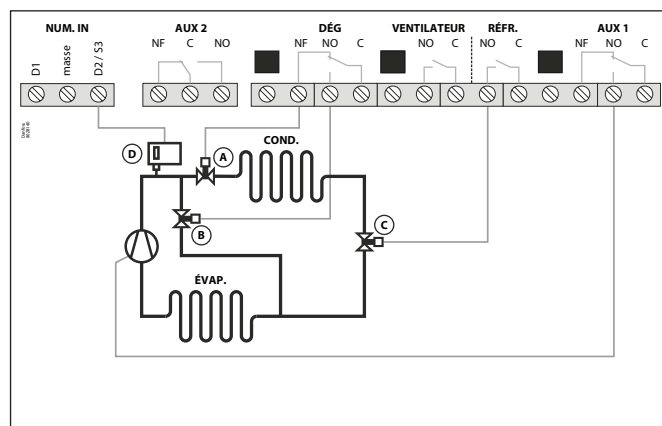 NUM. IN
AUX 2
DÉG
VENTILATEUR
RÉFR.
AUX 1
D1
masse
D2 / S3
NF C NO
NF NO C
NO C
NO C
NF NO C
Danfoss
D
A
COND.
B
C
ÉVAP.